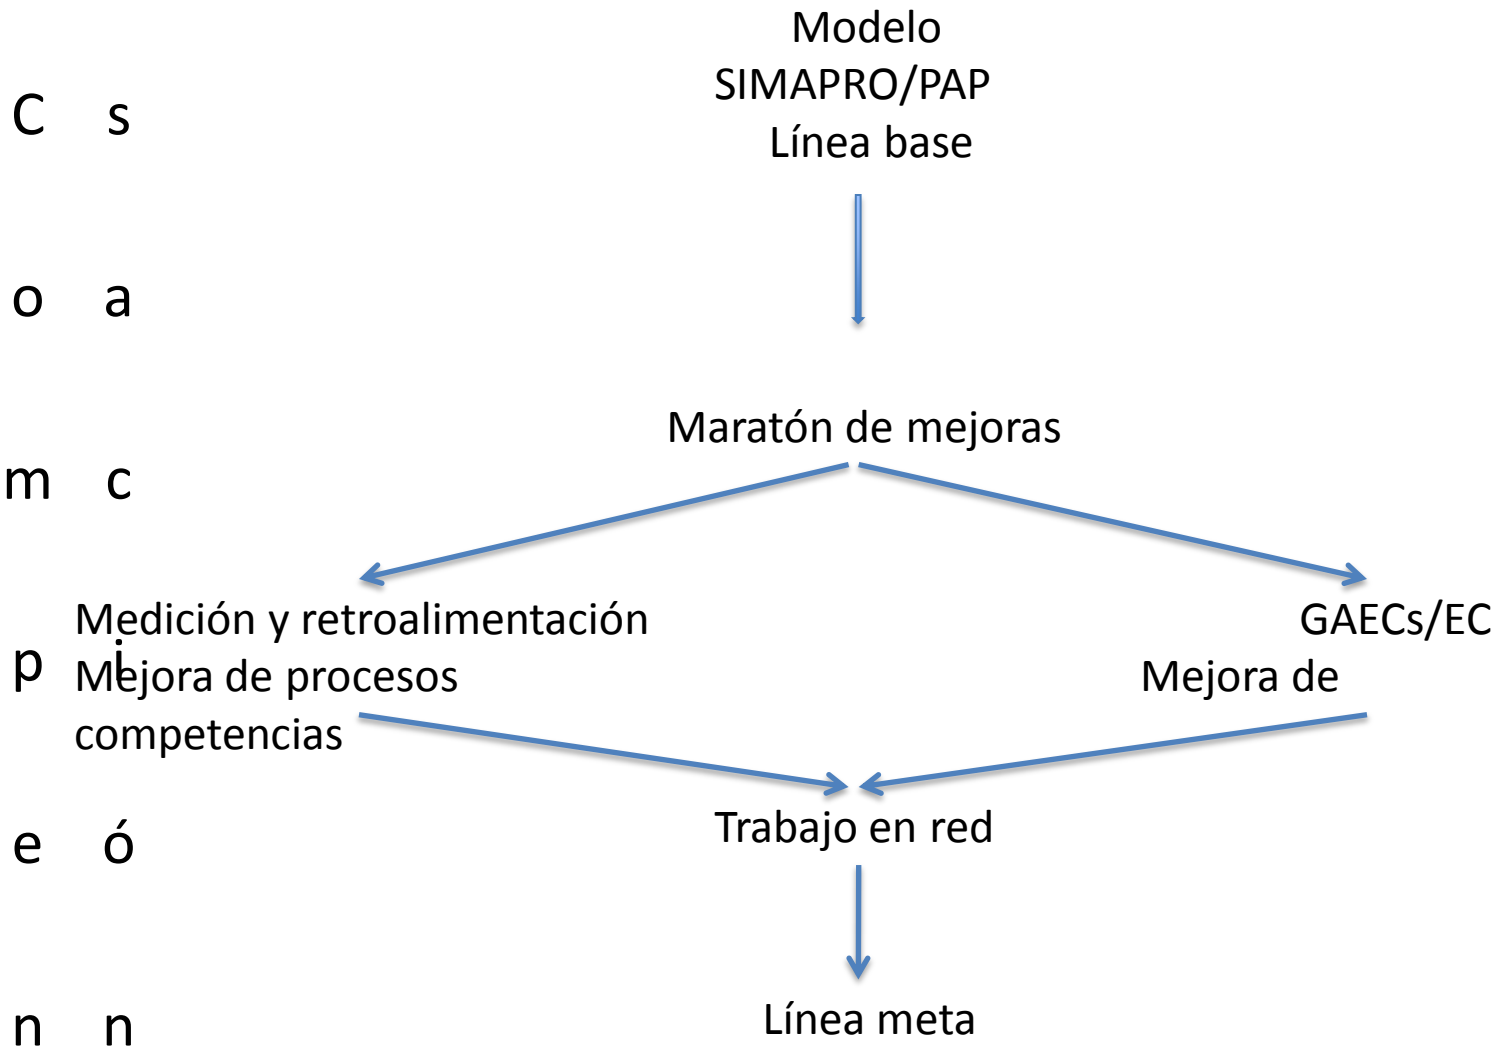 Modelo
SIMAPRO/PAP
C s
Línea base
o a
Maratón de mejoras
m c
Medición y retroalimentación GAECs/EC
p i
Mejora de procesos Mejora de
competencias
Trabajo en red
e ó
Línea meta
n n